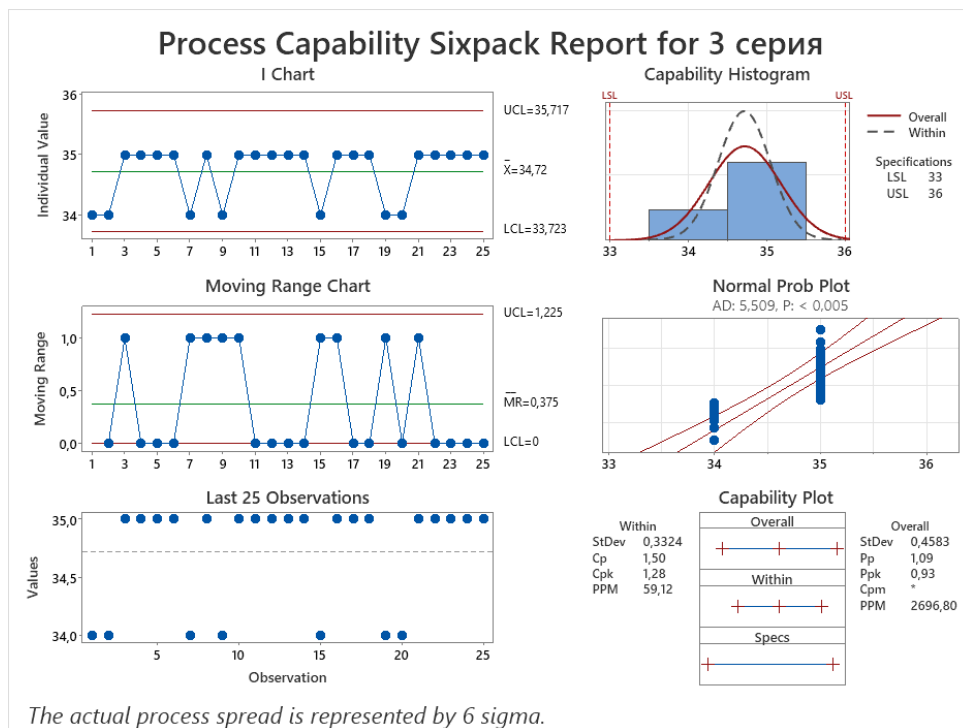 Process Capability Sixpack Report for 3 серия
I Chart
Individual Value
36
35
34
UCL=35,717
X=34,72
LCL=33,723
1 3 5 7 9 11 13 15 17 19 21 23 25
Capability Histogram
LSL USL
Overall
Within
Specifications
LSL 33
USL 36
33 34 35 36
Moving Range Chart
Moving Range
1,0
0,5
0,0
UCL=1,225
MR=0,375
LCL=0
1 3 5 7 9 11 13 15 17 19 21 23 25
Normal Prob Plot
AD: 5,509, P: < 0,005
33 34 35 36
Last 25 Observations
Values
35,0
34,5
34,0
5 10 15 20 25
Observation
Capability Plot
Within
StDev 0,3324
Cp 1,50
Cpk 1,28
PPM 59,12
Overall
Within
Specs
Overall
StDev 0,4583
Pp 1,09
Ppk 0,93
Cpm *
PPM 2696,80
The actual process spread is represented by 6 sigma.